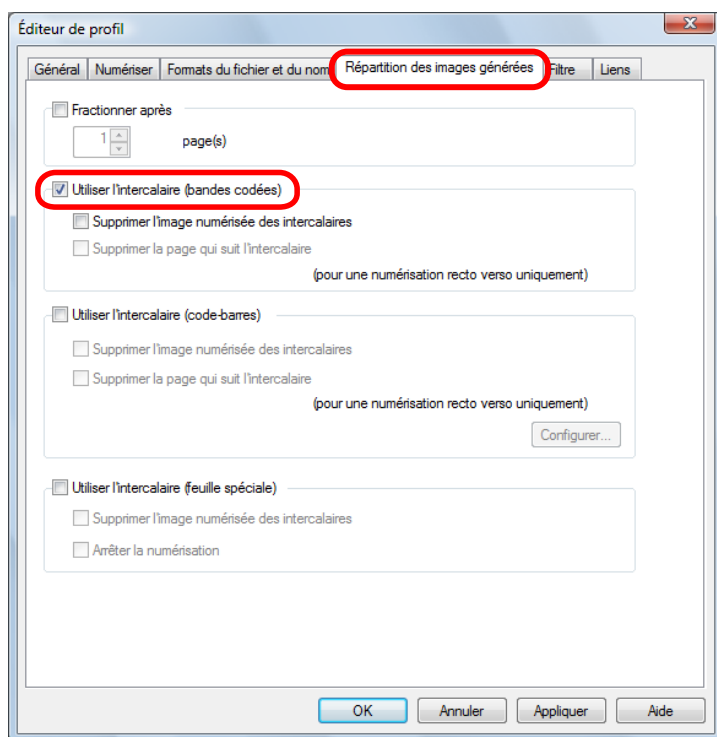 Éditeur de profil
Général Numériser Formats du fichier et du nom Répartition des images générées Filtre Liens
Fractionner après
1 page(s)
Utiliser l'intercalaire (bandes codées)
Supprimer l'image numérisée des intercalaires
Supprimer la page qui suit l'intercalaire
(pour une numérisation recto verso uniquement)
Utiliser l'intercalaire (code-barres)
Supprimer l'image numérisée des intercalaires
Supprimer la page qui suit l'intercalaire
(pour une numérisation recto verso uniquement)
Configurer...
Utiliser l'intercalaire (feuille spéciale)
Supprimer l'image numérisée des intercalaires
Arrêter la numérisation
OK Annuler Appliquer Aide